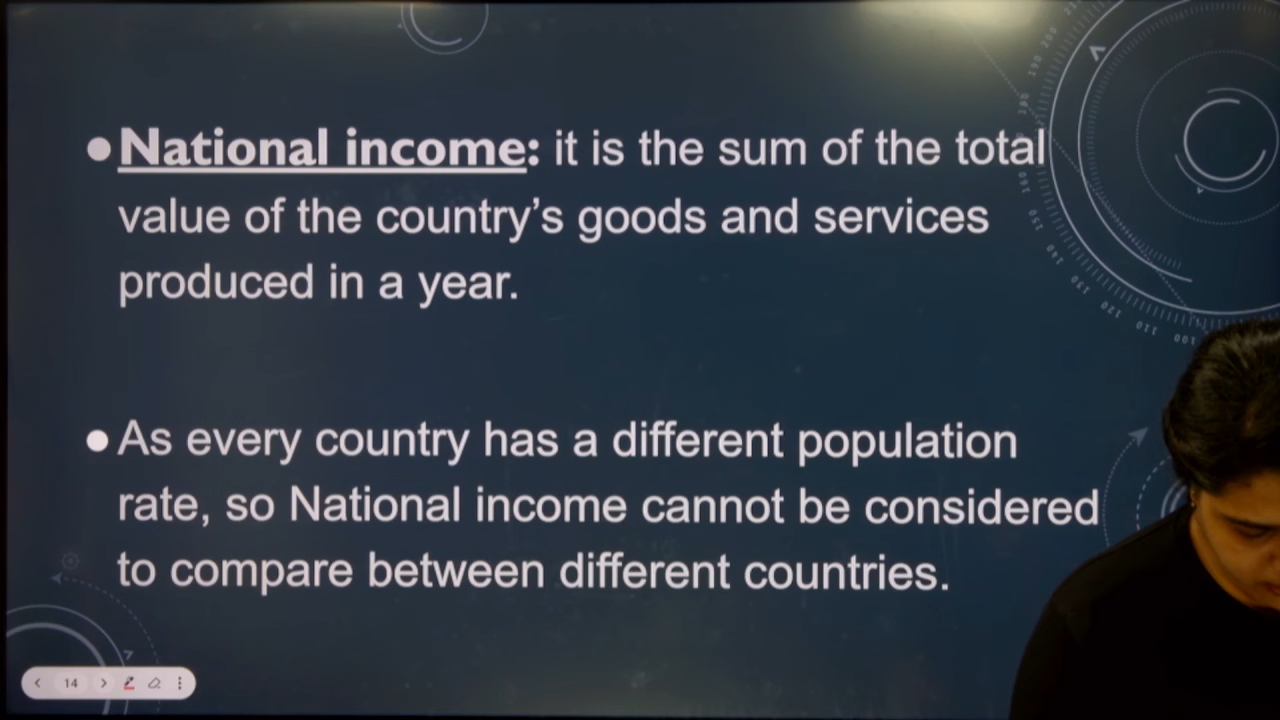 ●National income: it is the sum of the total
value of the country’s goods and services
produced in a year.
●As every country has a different population
rate, so National income cannot be considered
to compare between different countries.
14